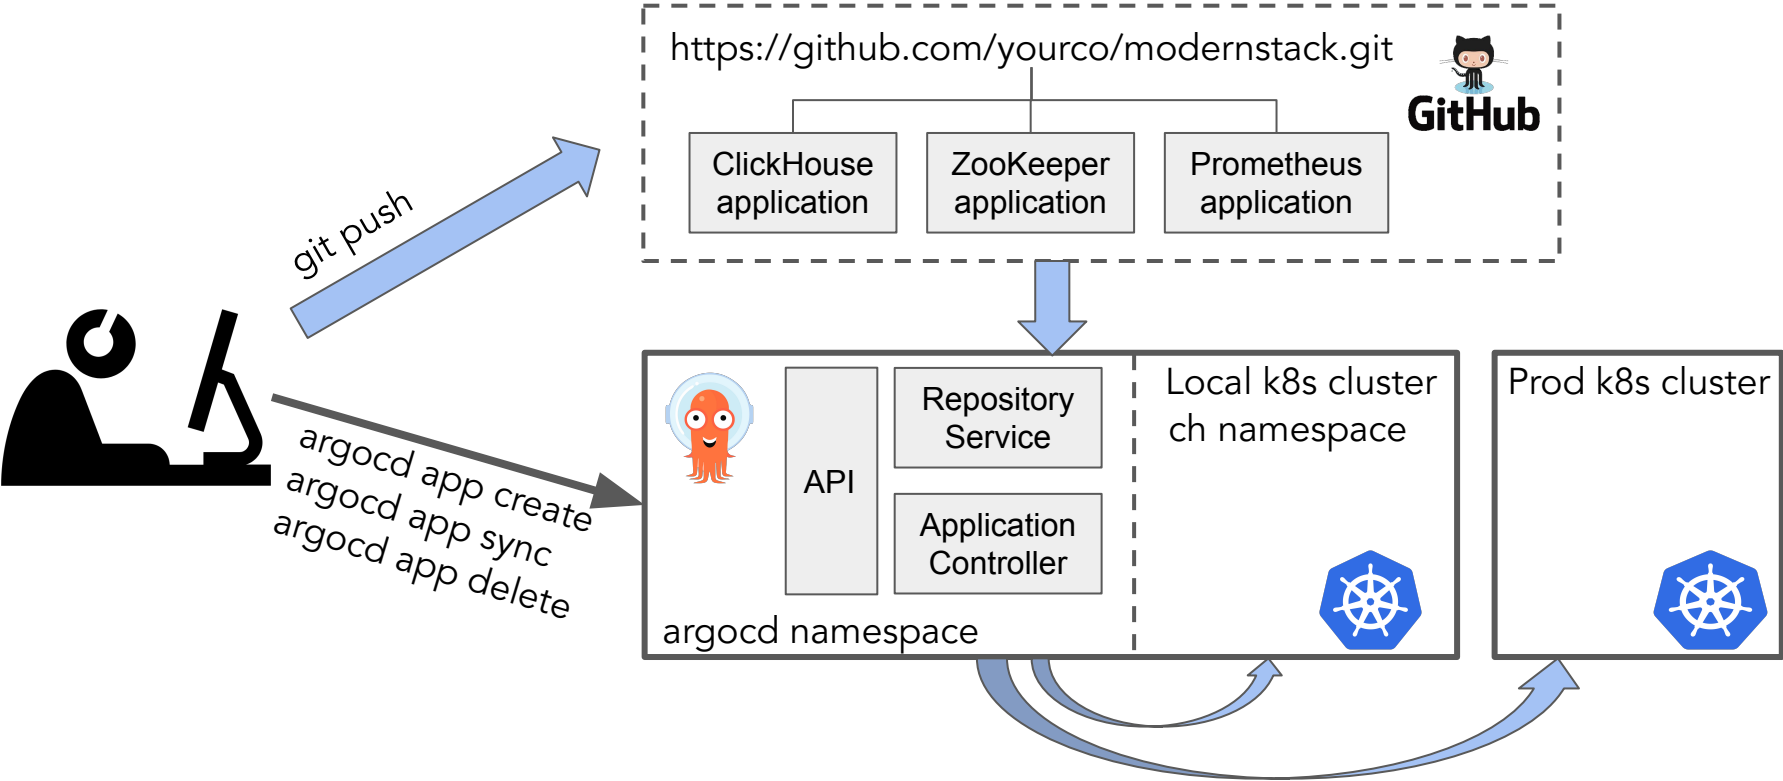 https://github.com/yourco/modernstack.git
GitHub
ClickHouse
application
ZooKeeper
application
Prometheus
application
git push
argocd app create
argocd app sync
argocd app delete
API
Repository
Service
Application
Controller
argocd namespace
Local k8s cluster
ch namespace
Prod k8s cluster